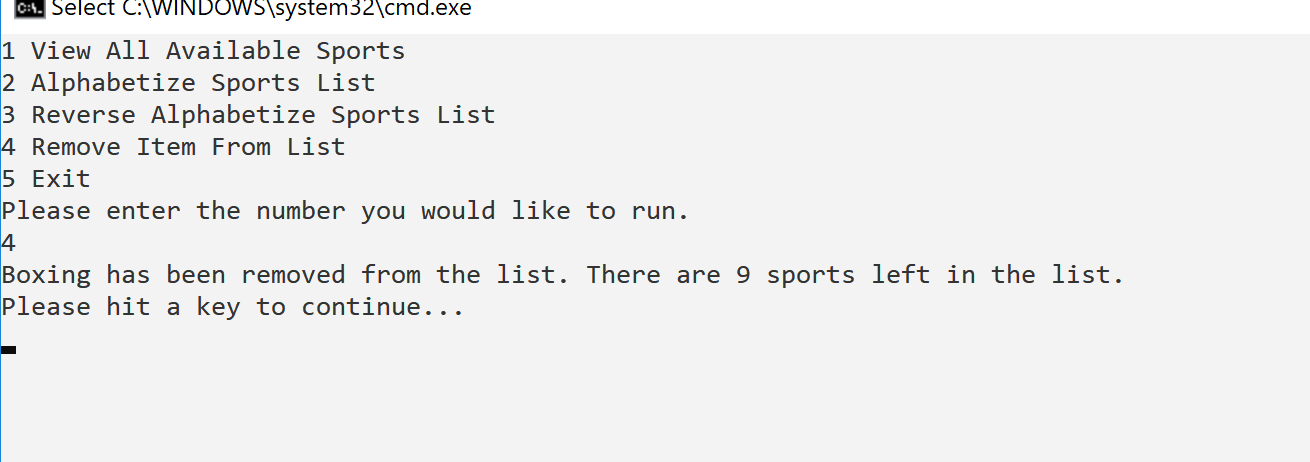 Select C:\WINDOWS\system32\cmd.exe
1 View All Available Sports
2 Alphabetize Sports List
3 Reverse Alphabetize Sports List
4 Remove Item From List
5 Exit
Please enter the number you would like to run.
4
Boxing has been removed from the list. There are 9 sports left in the list.
Please hit a key to continue...